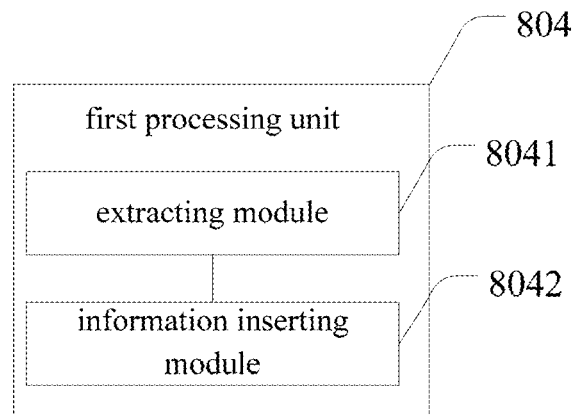 804
first processing unit
8041
extracting module
8042
information inserting
module